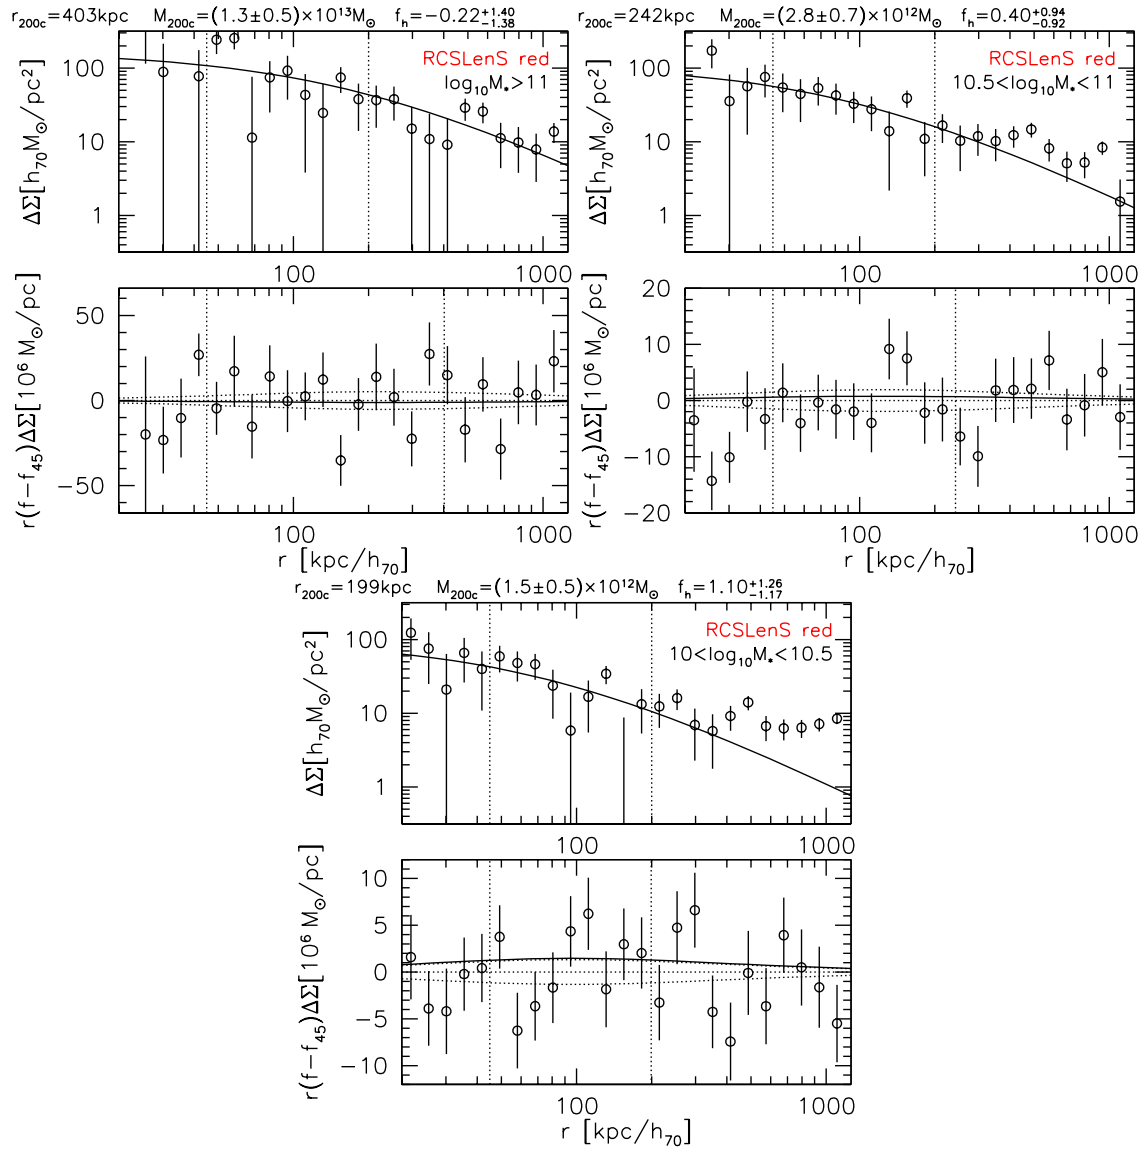 r200c=403kpc M200c=(1.3±0.5)×10^13M⊙ fh=−0.22+1.40−1.38
RCSLenS red
log10M*>11
100
10
1
ΔΣ[h70M⊙/pc²]
100 1000
50
0
−50
r(f−f45)ΔΣ[10^6 M⊙/pc]
100 1000
r [kpc/h70]
r200c=242kpc M200c=(2.8±0.7)×10^12M⊙ fh=0.40+0.94−0.92
RCSLenS red
10.5<log10M*<11
100
10
1
ΔΣ[h70M⊙/pc²]
100 1000
20
10
0
−10
−20
r(f−f45)ΔΣ[10^6 M⊙/pc]
100 1000
r [kpc/h70]
r200c=199kpc M200c=(1.5±0.5)×10^12M⊙ fh=1.10+1.26−1.17
RCSLenS red
10<log10M*<10.5
100
10
1
ΔΣ[h70M⊙/pc²]
100 1000
10
5
0
−5
−10
r(f−f45)ΔΣ[10^6 M⊙/pc]
100 1000
r [kpc/h70]